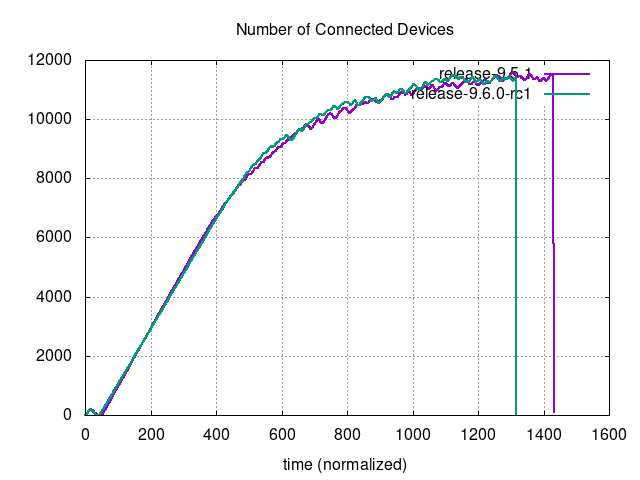 Number of Connected Devices
12000
10000
8000
6000
4000
2000
0
release-9.5.1
release-9.6.0-rc1
0 200 400 600 800 1000 1200 1400 1600
time (normalized)